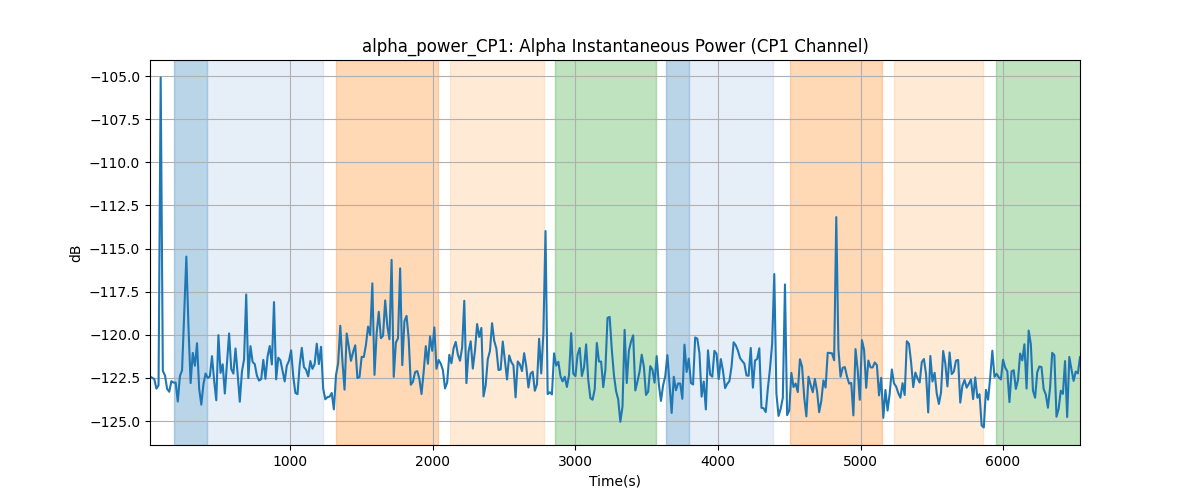 alpha_power_CP1: Alpha Instantaneous Power (CP1 Channel)
−105.0
−107.5
−110.0
−112.5
−115.0
−117.5
−120.0
−122.5
−125.0
dB
1000 2000 3000 4000 5000 6000
Time(s)